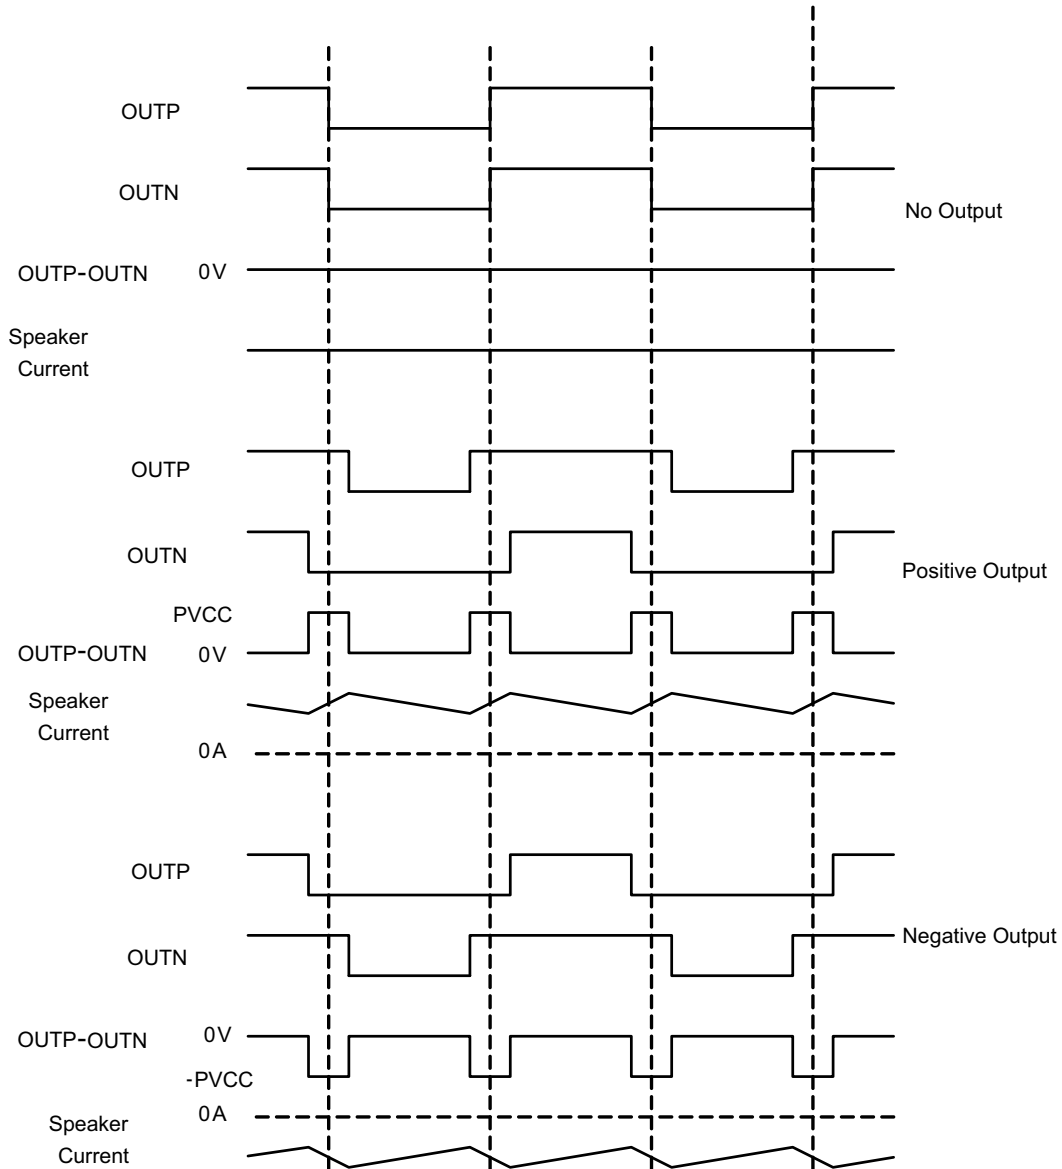 OUTP
OUTN
No Output
OUTP-OUTN 0V
Speaker
Current
OUTP
OUTN
Positive Output
PVCC
OUTP-OUTN 0V
Speaker
Current
0A
OUTP
OUTN
Negative Output
OUTP-OUTN 0V
-PVCC
0A
Speaker
Current